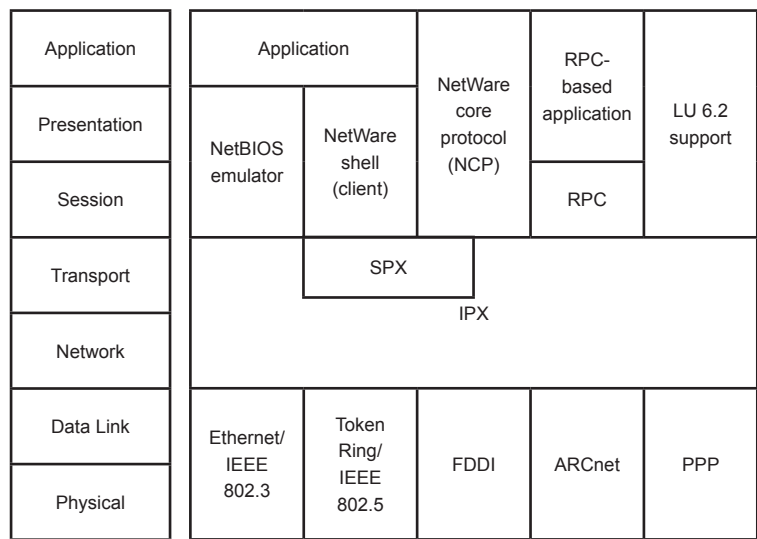 Application
Presentation
Session
Transport
Network
Data Link
Physical
Application
NetBIOS
emulator
NetWare
shell
(client)
NetWare
core
protocol
(NCP)
RPC-
based
application
RPC
LU 6.2
support
SPX
IPX
Ethernet/
IEEE
802.3
Token
Ring/
IEEE
802.5
FDDI
ARCnet
PPP